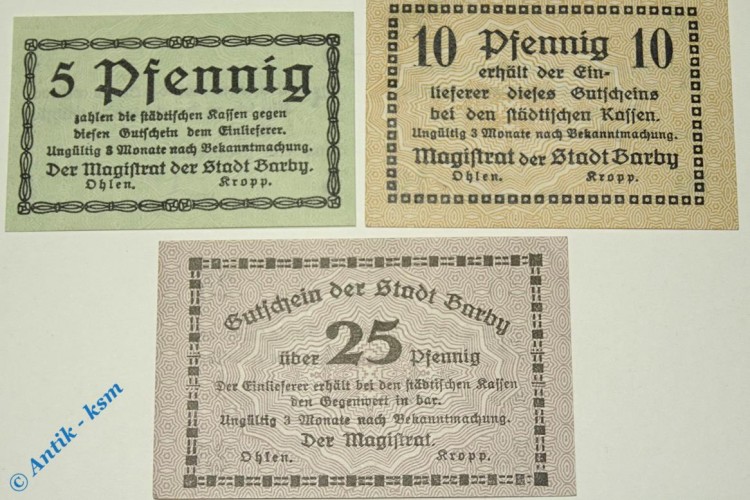 5 Pfennig
zahlen die städtischen Kassen gegen
diesen Gutschein dem Einlieferer.
Ungültig 3 Monate nach Bekanntmachung.
Der Magistrat der Stadt Barby.
Ohlen. Kropp.
10 Pfennig 10
erhält der Ein-
lieferer dieses Gutscheins
bei den städtischen Kassen.
Ungültig 3 Monate nach Bekanntmachung.
Magistrat der Stadt Barby
Ohlen. Kropp.
Gutschein der Stadt Barby
über 25 Pfennig
Der Einlieferer erhält bei den städtischen Kassen
den Gegenwert in bar.
Ungültig 3 Monate nach Bekanntmachung.
Der Magistrat.
Ohlen. Kropp.
© Antik - ksm